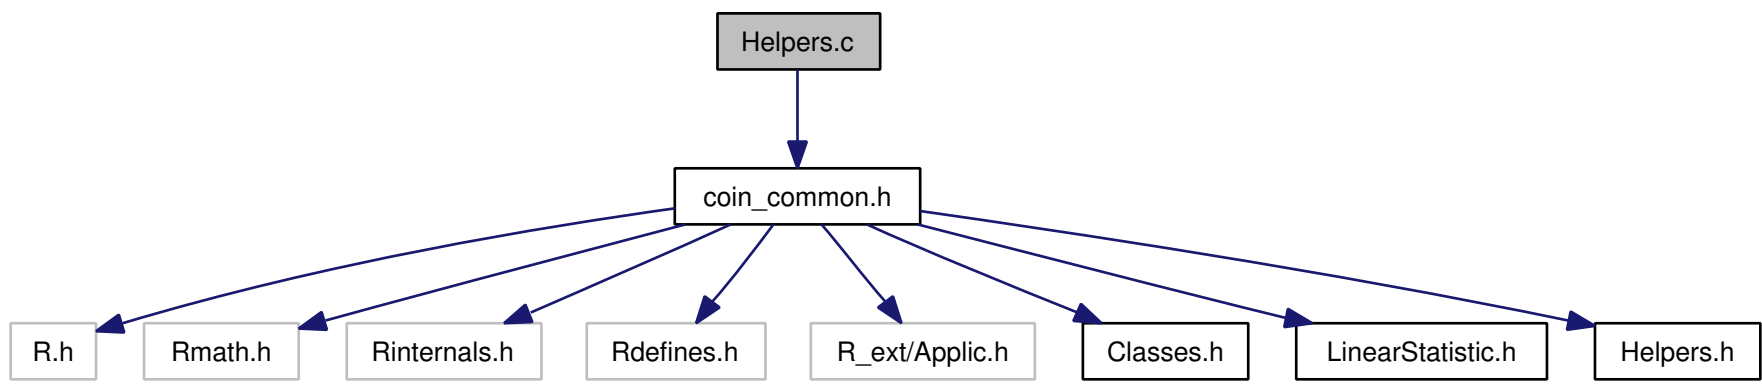 Helpers.c
coin_common.h
R.h
Rmath.h
Rinternals.h
Rdefines.h
R_ext/Applic.h
Classes.h
LinearStatistic.h
Helpers.h